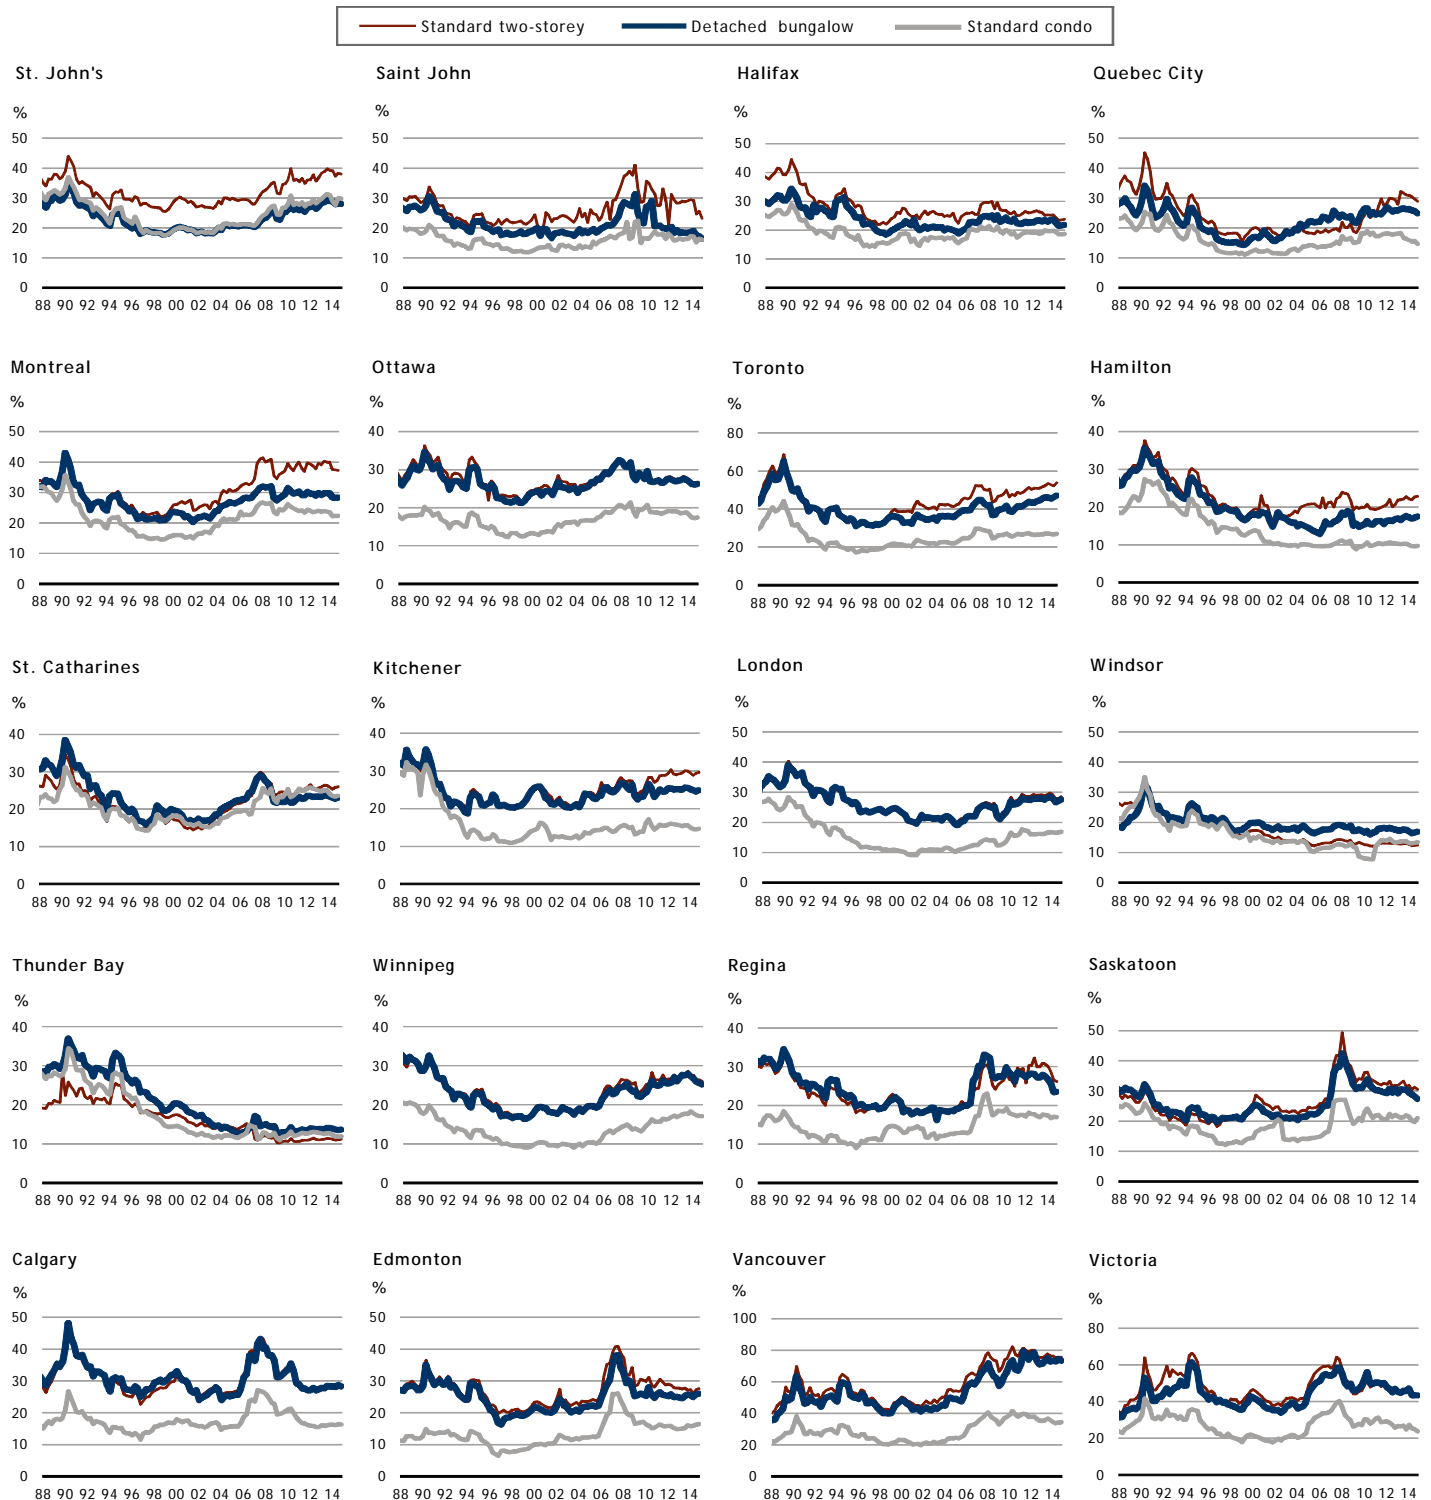 Standard two-storey Detached bungalow Standard condo
St. John's Saint John Halifax Quebec City
% % % %
50 50 50 50
40 40 40 40
30 30 30 30
20 20 20 20
10 10 10 10
0 0 0 0
88 90 92 94 96 98 00 02 04 06 08 10 12 14 88 90 92 94 96 98 00 02 04 06 08 10 12 14 88 90 92 94 96 98 00 02 04 06 08 10 12 14 88 90 92 94 96 98 00 02 04 06 08 10 12 14
Montreal Ottawa Toronto Hamilton
% % % %
50 40 80 40
40 30 60 30
30 20 40 20
20 10 20 10
10 0 0 0
0
88 90 92 94 96 98 00 02 04 06 08 10 12 14 88 90 92 94 96 98 00 02 04 06 08 10 12 14 88 90 92 94 96 98 00 02 04 06 08 10 12 14 88 90 92 94 96 98 00 02 04 06 08 10 12 14
St. Catharines Kitchener London Windsor
% % % %
40 40 50 50
30 30 40 40
20 20 30 30
10 10 20 20
0 0 10 10
0 0
88 90 92 94 96 98 00 02 04 06 08 10 12 14 88 90 92 94 96 98 00 02 04 06 08 10 12 14 88 90 92 94 96 98 00 02 04 06 08 10 12 14 88 90 92 94 96 98 00 02 04 06 08 10 12 14
Thunder Bay Winnipeg Regina Saskatoon
% % % %
40 40 40 50
30 30 30 40
20 20 20 30
10 10 10 20
0 0 0 10
0
88 90 92 94 96 98 00 02 04 06 08 10 12 14 88 90 92 94 96 98 00 02 04 06 08 10 12 14 88 90 92 94 96 98 00 02 04 06 08 10 12 14 88 90 92 94 96 98 00 02 04 06 08 10 12 14
Calgary Edmonton Vancouver Victoria
% % % %
50 50 100 80
40 40 80 60
30 30 60 40
20 20 40 20
10 10 20 0
0 0 0
88 90 92 94 96 98 00 02 04 06 08 10 12 14 88 90 92 94 96 98 00 02 04 06 08 10 12 14 88 90 92 94 96 98 00 02 04 06 08 10 12 14 88 90 92 94 96 98 00 02 04 06 08 10 12 14